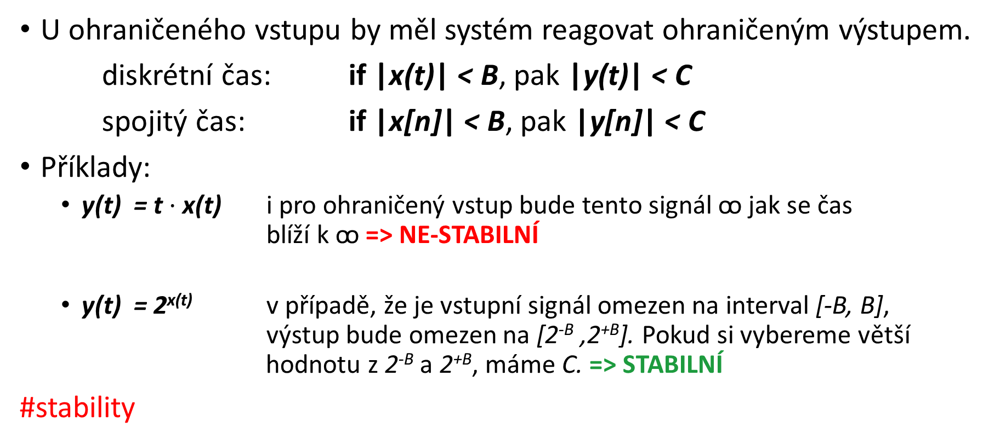 • U ohraničeného vstupu by měl systém reagovat ohraničeným výstupem.
diskrétní čas: if |x(t)| < B, pak |y(t)| < C
spojitý čas: if |x[n]| < B, pak |y[n]| < C
• Příklady:
• y(t) = t · x(t) i pro ohraničený vstup bude tento signál ∞ jak se čas
blíží k ∞ => NE-STABILNÍ
• y(t) = 2^x(t) v případě, že je vstupní signál omezen na interval [-B, B],
výstup bude omezen na [2^-B ,2^+B]. Pokud si vybereme větší
hodnotu z 2^-B a 2^+B, máme C. => STABILNÍ
#stability